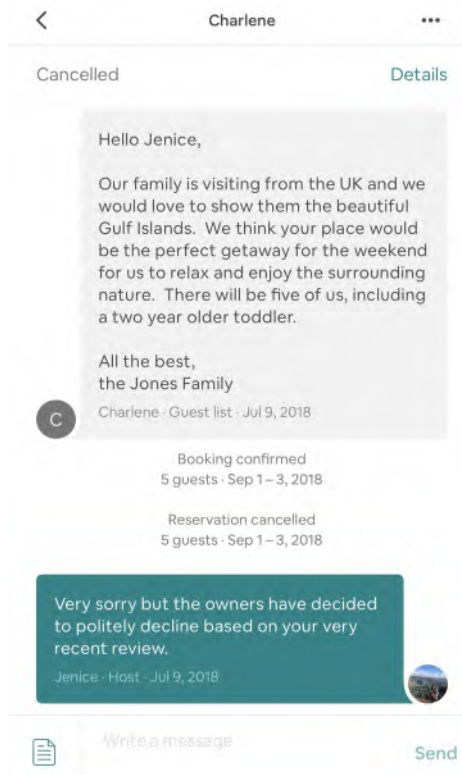 Charlene
Cancelled
Details
Hello Jenice,
Our family is visiting from the UK and we
would love to show them the beautiful
Gulf Islands.  We think your place would
be the perfect getaway for the weekend
for us to relax and enjoy the surrounding
nature.  There will be five of us, including
a two year older toddler.
All the best,
the Jones Family
C
Charlene · Guest list · Jul 9, 2018
Booking confirmed
5 guests · Sep 1 – 3, 2018
Reservation cancelled
5 guests · Sep 1 – 3, 2018
Very sorry but the owners have decided
to politely decline based on your very
recent review.
Jenice · Host · Jul 9, 2018
Write a message
Send